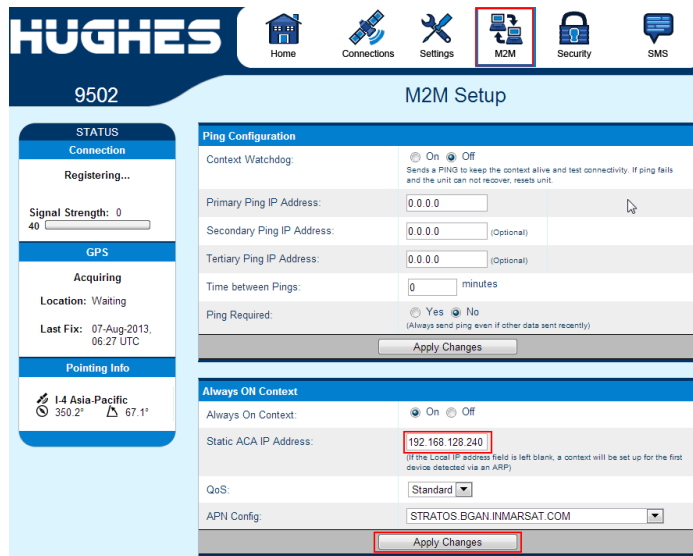 HUGHES
Home
Connections
Settings
M2M
Security
SMS
9502
M2M Setup
STATUS
Connection
Registering...
Signal Strength: 0
40
GPS
Acquiring
Location: Waiting
Last Fix: 07-Aug-2013,
06:27 UTC
Pointing Info
I-4 Asia-Pacific
350.2° 67.1°
Ping Configuration
Context Watchdog: On Off
Sends a PING to keep the context alive and test connectivity. If ping fails
and the unit can not recover, resets unit.
Primary Ping IP Address: 0.0.0.0
Secondary Ping IP Address: 0.0.0.0 (Optional)
Tertiary Ping IP Address: 0.0.0.0 (Optional)
Time between Pings: 0 minutes
Ping Required: Yes No
(Always send ping even if other data sent recently)
Apply Changes
Always ON Context
Always On Context: On Off
Static ACA IP Address: 192.168.128.240
(If the Local IP address field is left blank, a context will be set up for the first
device detected via an ARP)
QoS: Standard
APN Config: STRATOS.BGAN.INMARSAT.COM
Apply Changes